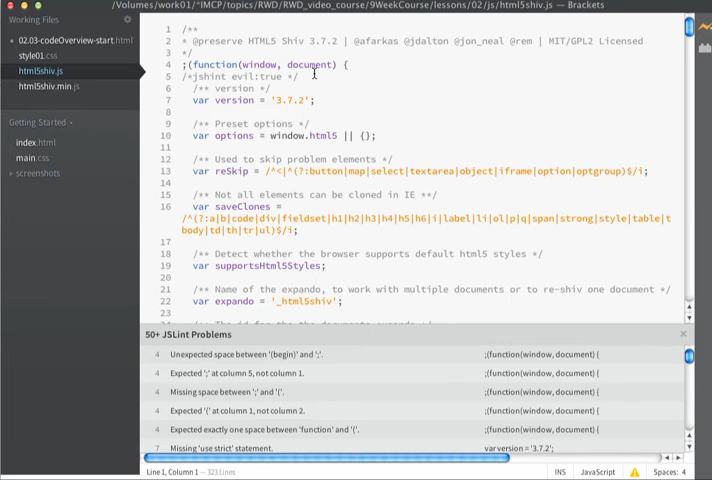 /Volumes/work01/*IMCP/topics/RWD/RWD_video_course/9WeekCourse/lessons/02/js/html5shiv.js — Brackets
Working Files
• 02.03-codeOverview-start.html
style01.css
html5shiv.js
html5shiv.min.js
Getting Started
index.html
main.css
screenshots
1 /**
2 * @preserve HTML5 Shiv 3.7.2 | @afarkas @jdalton @jon_neal @rem | MIT/GPL2 Licensed
3 */
4 ;(function(window, document) {
5 /*jshint evil:true */
6 /** version */
7 var version = '3.7.2';
8
9 /** Preset options */
10 var options = window.html5 || {};
11
12 /** Used to skip problem elements */
13 var reSkip = /^<|^(?:button|map|select|textarea|object|iframe|option|optgroup)$/i;
14
15 /** Not all elements can be cloned in IE **/
16 var saveClones =
/^(?:a|b|code|div|fieldset|h1|h2|h3|h4|h5|h6|i|label|li|ol|p|q|span|strong|style|table|t
body|td|th|tr|ul)$/i;
17
18 /** Detect whether the browser supports default html5 styles */
19 var supportsHtml5Styles;
20
21 /** Name of the expando, to work with multiple documents or to re-shiv one document */
22 var expando = '_html5shiv';
23
50+ JSLint Problems ×
4 Unexpected space between '(begin)' and ';'. ;(function(window, document) {
4 Expected ';' at column 5, not column 1. ;(function(window, document) {
4 Missing space between ';' and '('. ;(function(window, document) {
4 Expected '(' at column 1, not column 2. ;(function(window, document) {
4 Expected exactly one space between 'function' and '('. ;(function(window, document) {
7 Missing 'use strict' statement. var version = '3.7.2';
Line 1, Column 1 — 323 Lines INS JavaScript Spaces: 4